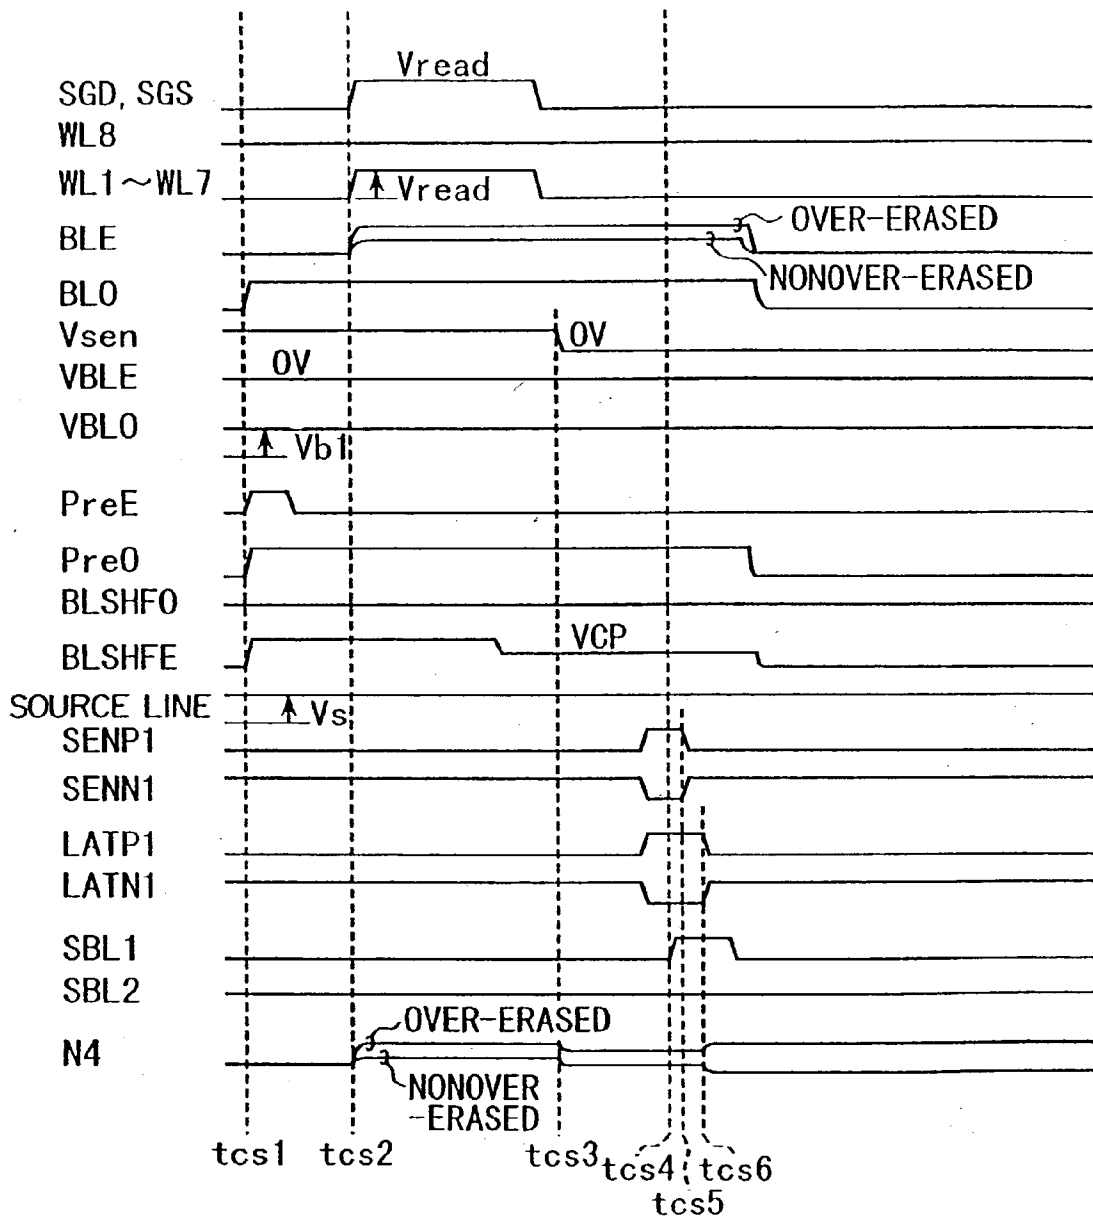 Vread
SGD, SGS
WL8
WL1~WL7 Vread
OVER-ERASED
BLE
NONOVER-ERASED
BLO
Vsen 0V
0V
VBLE
VBLO
Vb1
PreE
PreO
BLSHFO
VCP
BLSHFE
SOURCE LINE Vs
SENP1
SENN1
LATP1
LATN1
SBL1
SBL2
OVER-ERASED
N4
NONOVER
-ERASED
tcs1 tcs2 tcs3 tcs4 tcs6
tcs5